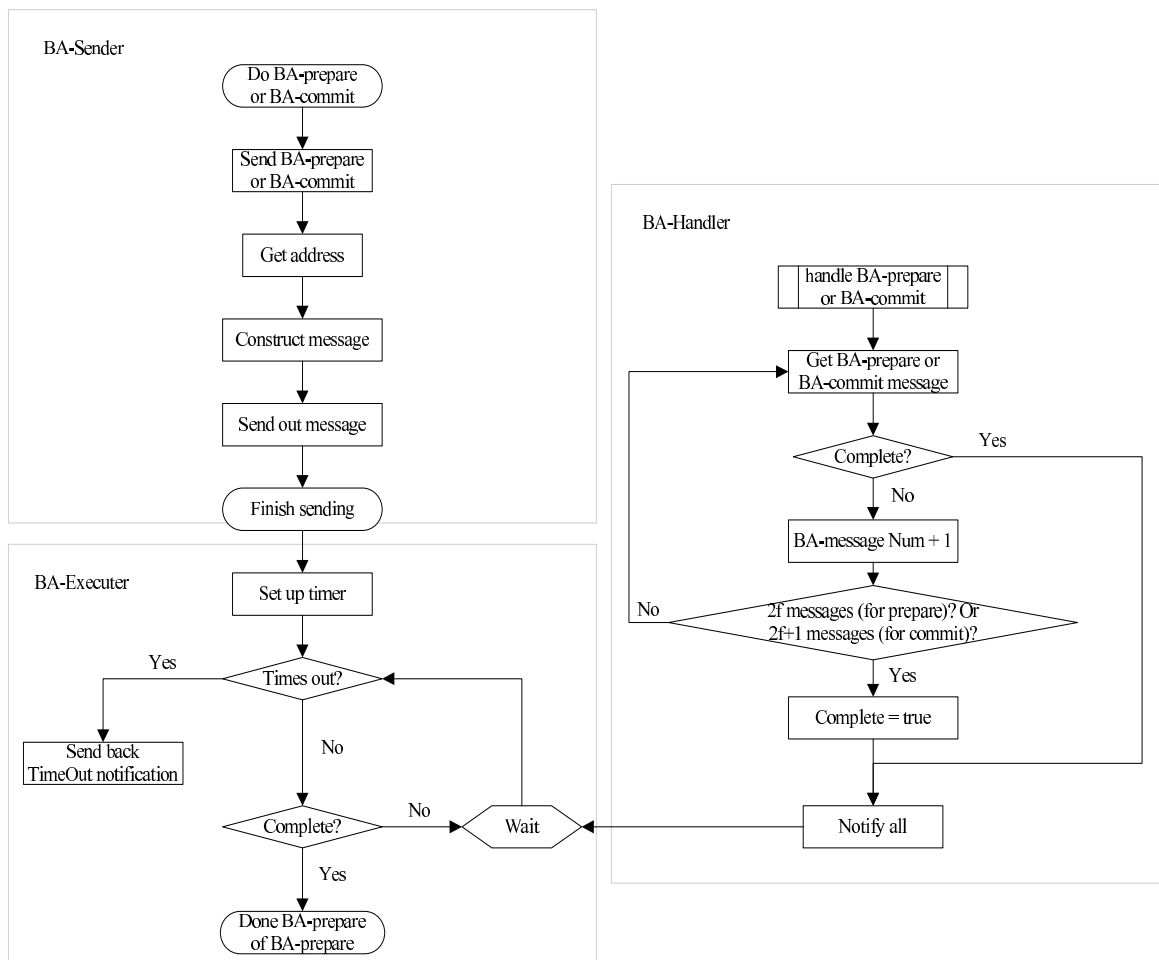 BA-Sender
Do BA-prepare
or BA-commit
Send BA-prepare
or BA-commit
Get address
Construct message
Send out message
Finish sending
BA-Executer
Set up timer
Times out?
Yes
No
Send back
TimeOut notification
Complete?
No
Wait
Yes
Done BA-prepare
of BA-prepare
BA-Handler
handle BA-prepare
or BA-commit
Get BA-prepare or
BA-commit message
Complete?
Yes
No
BA-message Num + 1
2f messages (for prepare)? Or
2f+1 messages (for commit)?
No
Yes
Complete = true
Notify all